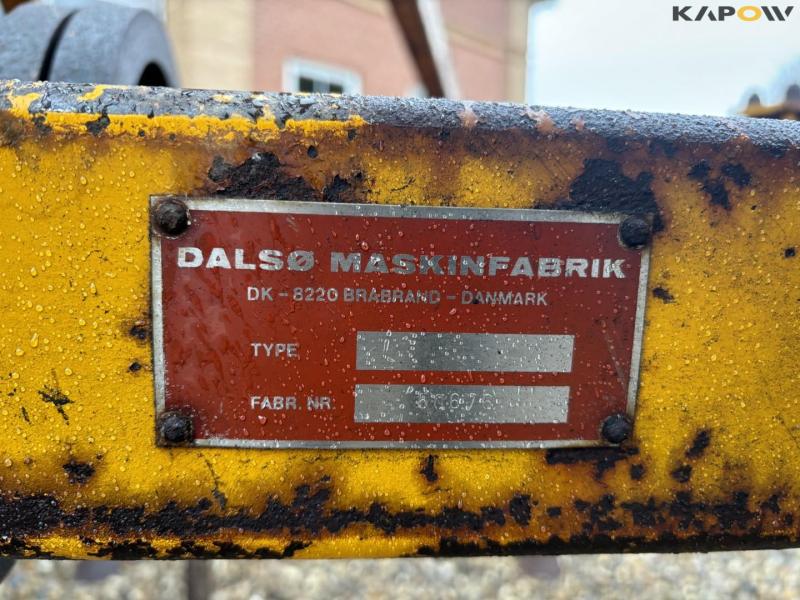 KAPOW
DALSØ MASKINFABRIK
DK - 8220 BRABRAND - DANMARK
TYPE
FABR. NR.